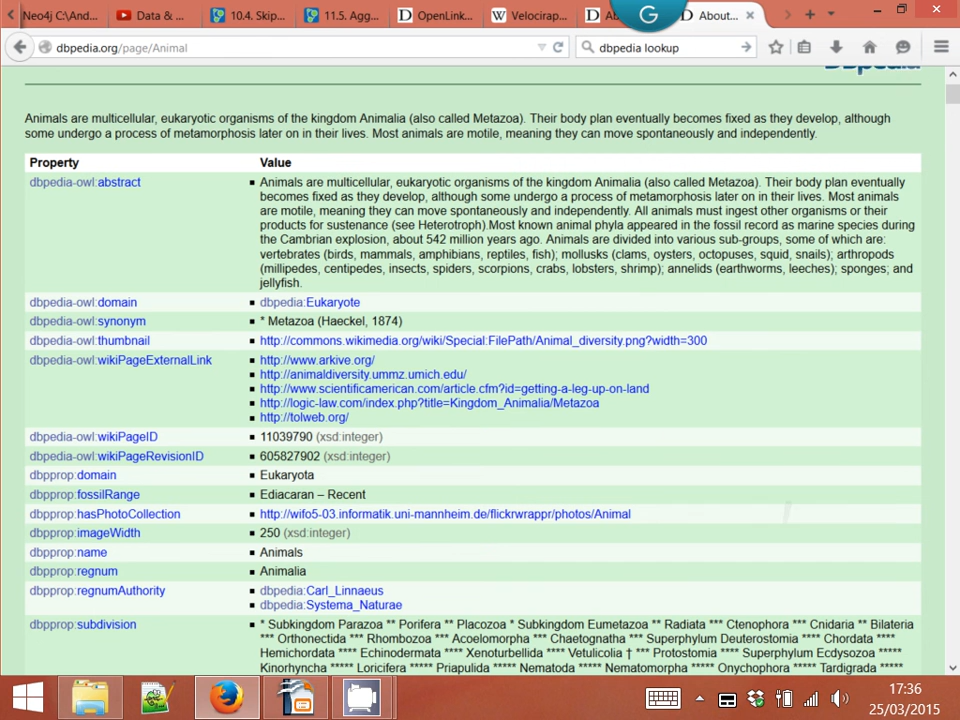 Neo4j C:\And...
Data & ...
10.4. Skip...
11.5. Agg...
OpenLink...
Velocirap...
G
About...
dbpedia.org/page/Animal
dbpedia lookup
Animals are multicellular, eukaryotic organisms of the kingdom Animalia (also called Metazoa). Their body plan eventually becomes fixed as they develop, although
some undergo a process of metamorphosis later on in their lives. Most animals are motile, meaning they can move spontaneously and independently.
Property Value
dbpedia-owl:abstract ▪ Animals are multicellular, eukaryotic organisms of the kingdom Animalia (also called Metazoa). Their body plan eventually
becomes fixed as they develop, although some undergo a process of metamorphosis later on in their lives. Most animals
are motile, meaning they can move spontaneously and independently. All animals must ingest other organisms or their
products for sustenance (see Heterotroph).Most known animal phyla appeared in the fossil record as marine species during
the Cambrian explosion, about 542 million years ago. Animals are divided into various sub-groups, some of which are:
vertebrates (birds, mammals, amphibians, reptiles, fish); mollusks (clams, oysters, octopuses, squid, snails); arthropods
(millipedes, centipedes, insects, spiders, scorpions, crabs, lobsters, shrimp); annelids (earthworms, leeches); sponges; and
jellyfish.
dbpedia-owl:domain ▪ dbpedia:Eukaryote
dbpedia-owl:synonym ▪ * Metazoa (Haeckel, 1874)
dbpedia-owl:thumbnail ▪ http://commons.wikimedia.org/wiki/Special:FilePath/Animal_diversity.png?width=300
dbpedia-owl:wikiPageExternalLink ▪ http://www.arkive.org/
▪ http://animaldiversity.ummz.umich.edu/
▪ http://www.scientificamerican.com/article.cfm?id=getting-a-leg-up-on-land
▪ http://logic-law.com/index.php?title=Kingdom_Animalia/Metazoa
▪ http://tolweb.org/
dbpedia-owl:wikiPageID ▪ 11039790 (xsd:integer)
dbpedia-owl:wikiPageRevisionID ▪ 605827902 (xsd:integer)
dbpprop:domain ▪ Eukaryota
dbpprop:fossilRange ▪ Ediacaran – Recent
dbpprop:hasPhotoCollection ▪ http://wifo5-03.informatik.uni-mannheim.de/flickrwrappr/photos/Animal
dbpprop:imageWidth ▪ 250 (xsd:integer)
dbpprop:name ▪ Animals
dbpprop:regnum ▪ Animalia
dbpprop:regnumAuthority ▪ dbpedia:Carl_Linnaeus
▪ dbpedia:Systema_Naturae
dbpprop:subdivision ▪ * Subkingdom Parazoa ** Porifera ** Placozoa * Subkingdom Eumetazoa ** Radiata *** Ctenophora *** Cnidaria ** Bilateria
*** Orthonectida *** Rhombozoa *** Acoelomorpha *** Chaetognatha *** Superphylum Deuterostomia **** Chordata ****
Hemichordata **** Echinodermata **** Xenoturbellida **** Vetulicolia † *** Protostomia **** Superphylum Ecdysozoa *****
Kinorhyncha ***** Loricifera ***** Priapulida ***** Nematoda ***** Nematomorpha ***** Onychophora ***** Tardigrada *****
17:36
25/03/2015